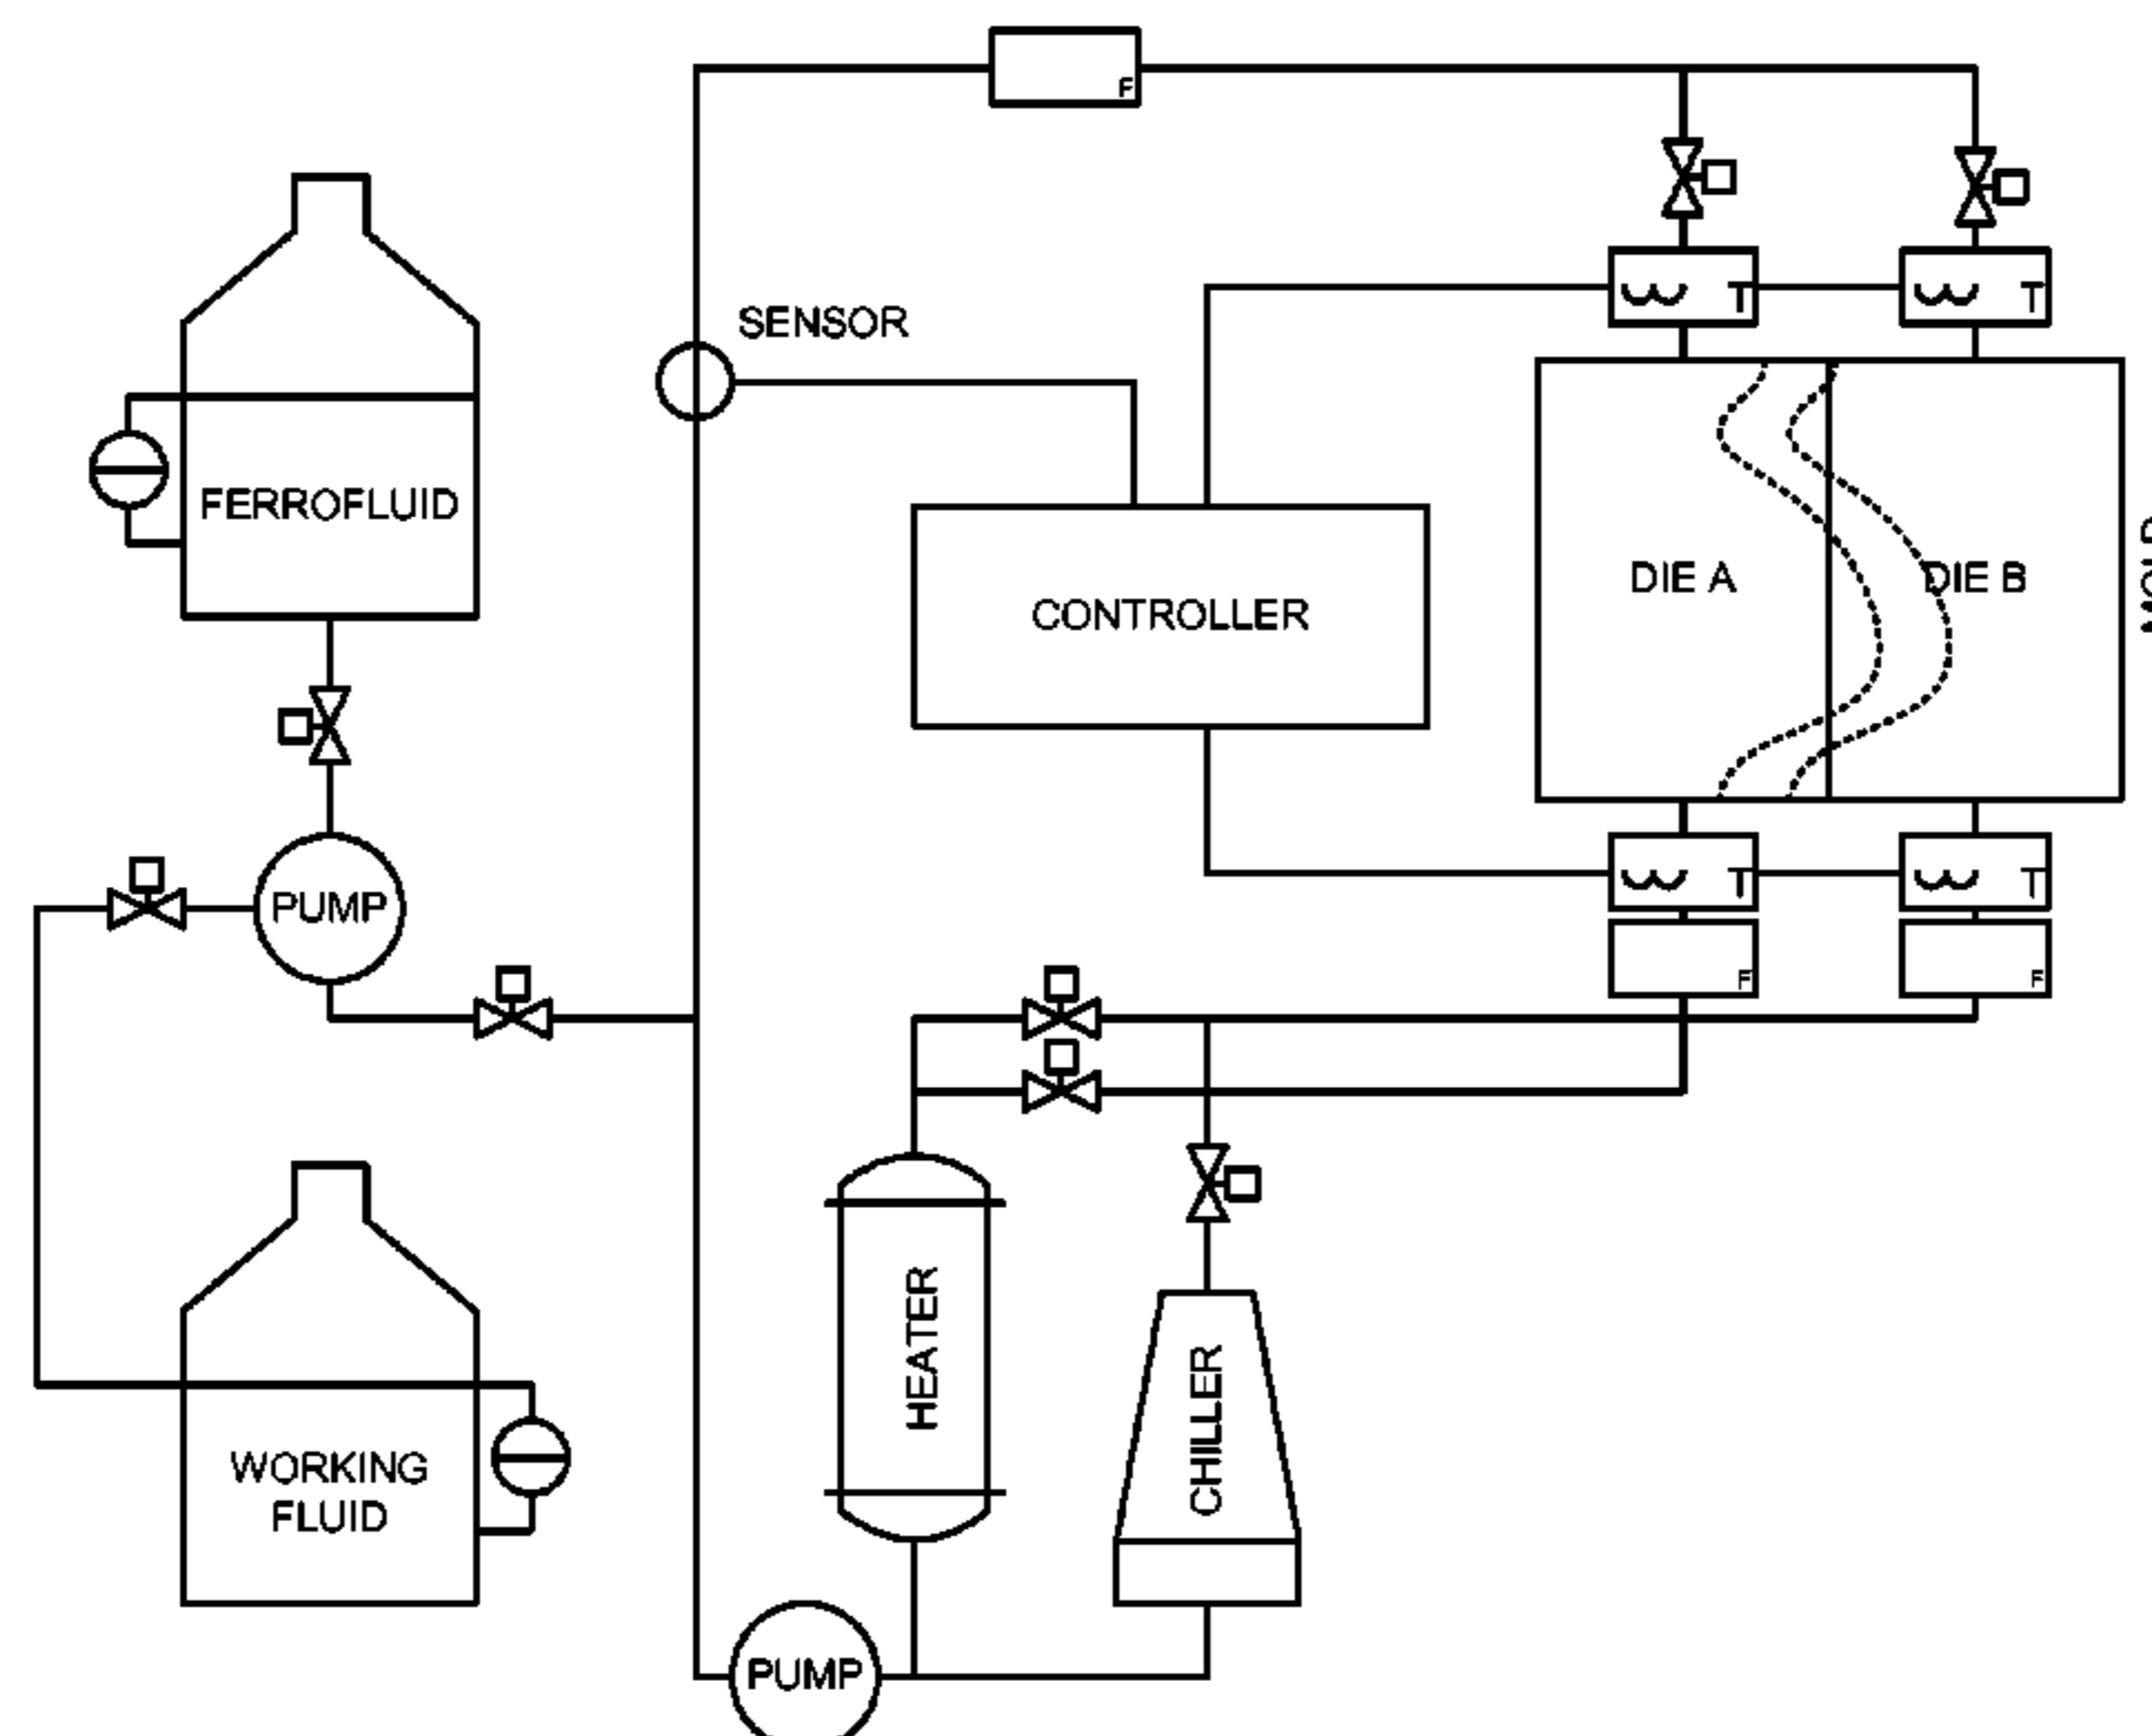 F
SENSOR
T
T
FERROFLUID
CONTROLLER
DIE A
DIE B
PUMP
T
T
F
F
HEATER
CHILLER
WORKING
FLUID
PUMP